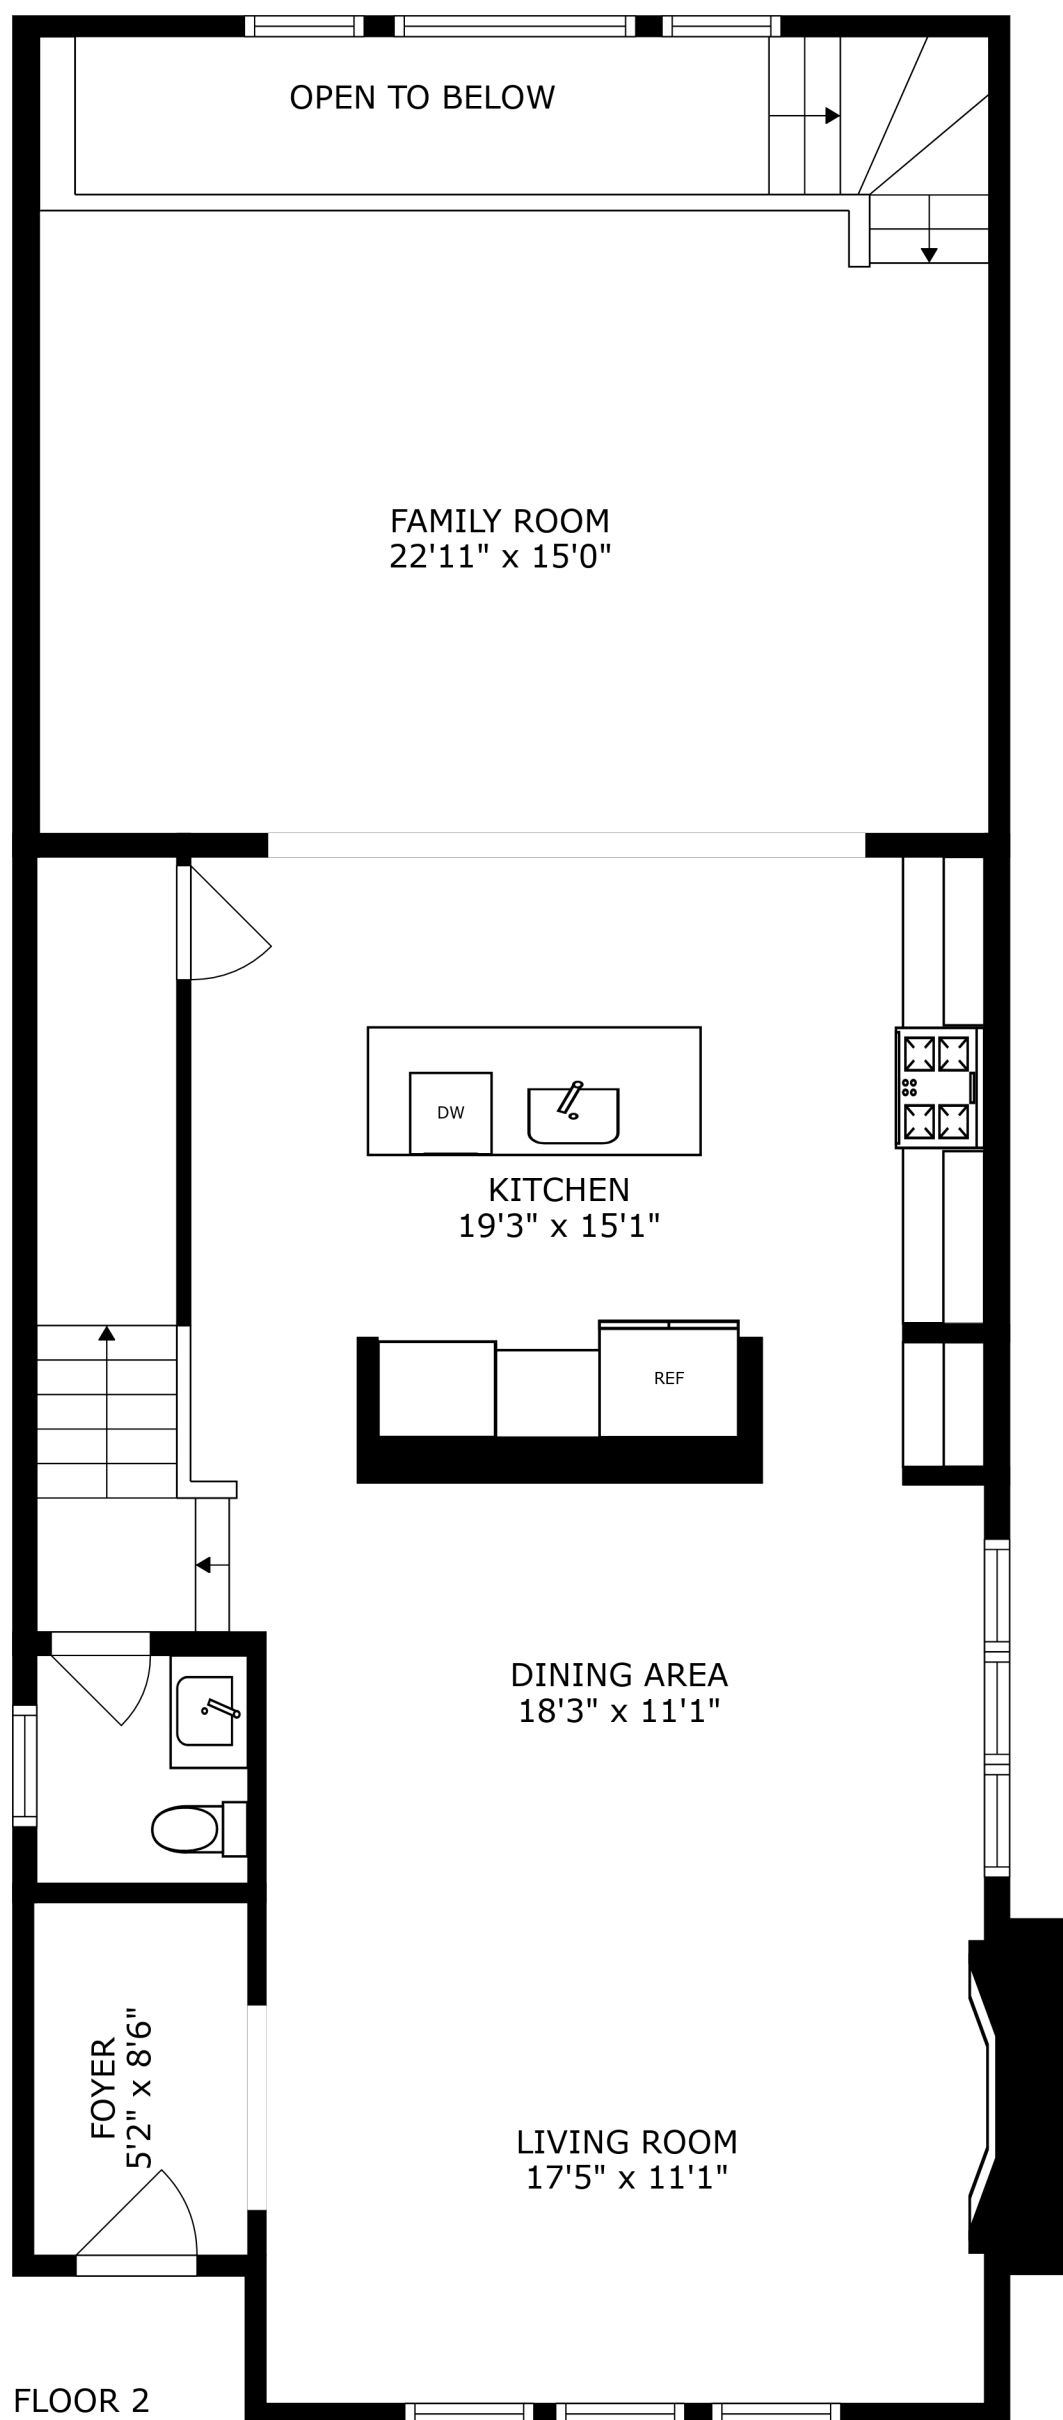 OPEN TO BELOW
FAMILY ROOM
22'11" x 15'0"
DW
KITCHEN
19'3" x 15'1"
REF
DINING AREA
18'3" x 11'1"
FOYER
5'2" x 8'6"
LIVING ROOM
17'5" x 11'1"
FLOOR 2